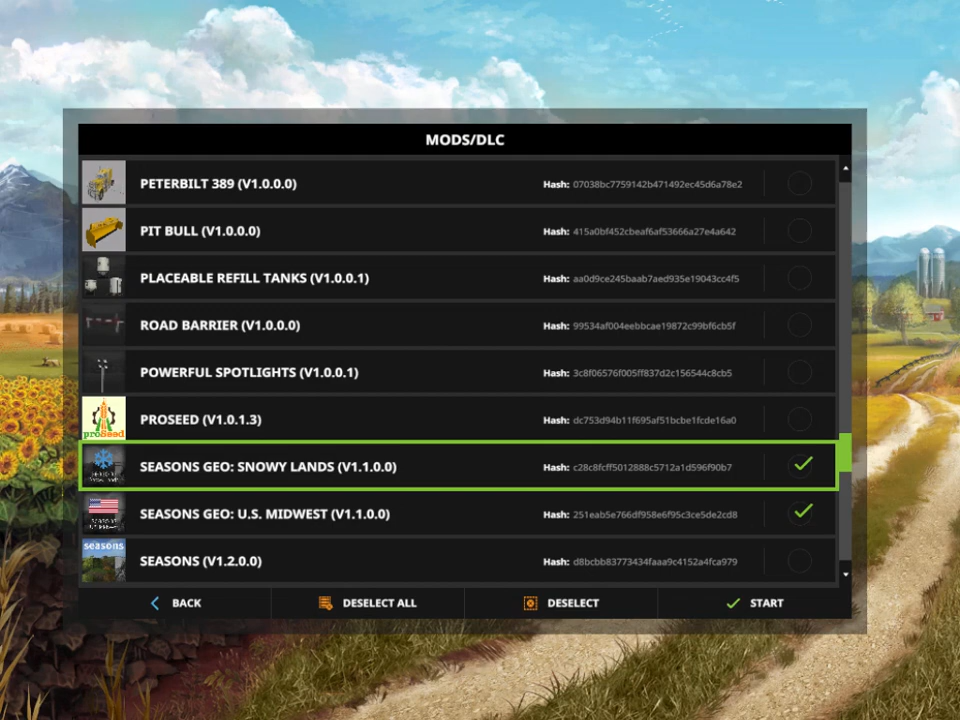 MODS/DLC
PETERBILT 389 (V1.0.0.0) Hash: 07038bc7759142b471492ec45d6a78e2
PIT BULL (V1.0.0.0) Hash: 415a0bf452cbeaf6af53666a27e4a642
PLACEABLE REFILL TANKS (V1.0.0.1) Hash: aa0d9ce245baab7aed935e19043cc4f5
ROAD BARRIER (V1.0.0.0) Hash: 99534af004eebbcae19872c99bf6cb5f
POWERFUL SPOTLIGHTS (V1.0.0.1) Hash: 3c8f06576f005ff837d2c156544c8cb5
proSeed
PROSEED (V1.0.1.3) Hash: dc753d94b11f695af51bcbe1fcde16a0
SEASONS GEO: SNOWY LANDS (V1.1.0.0) Hash: c28c8fcff5012888c5712a1d596f90b7
SEASONS GEO: U.S. MIDWEST (V1.1.0.0) Hash: 251eab5e766df958e6f95c3ce5de2cd8
seasons
SEASONS (V1.2.0.0) Hash: d8bcbb83773434faaa9c4152a4fca979
BACK DESELECT ALL DESELECT START